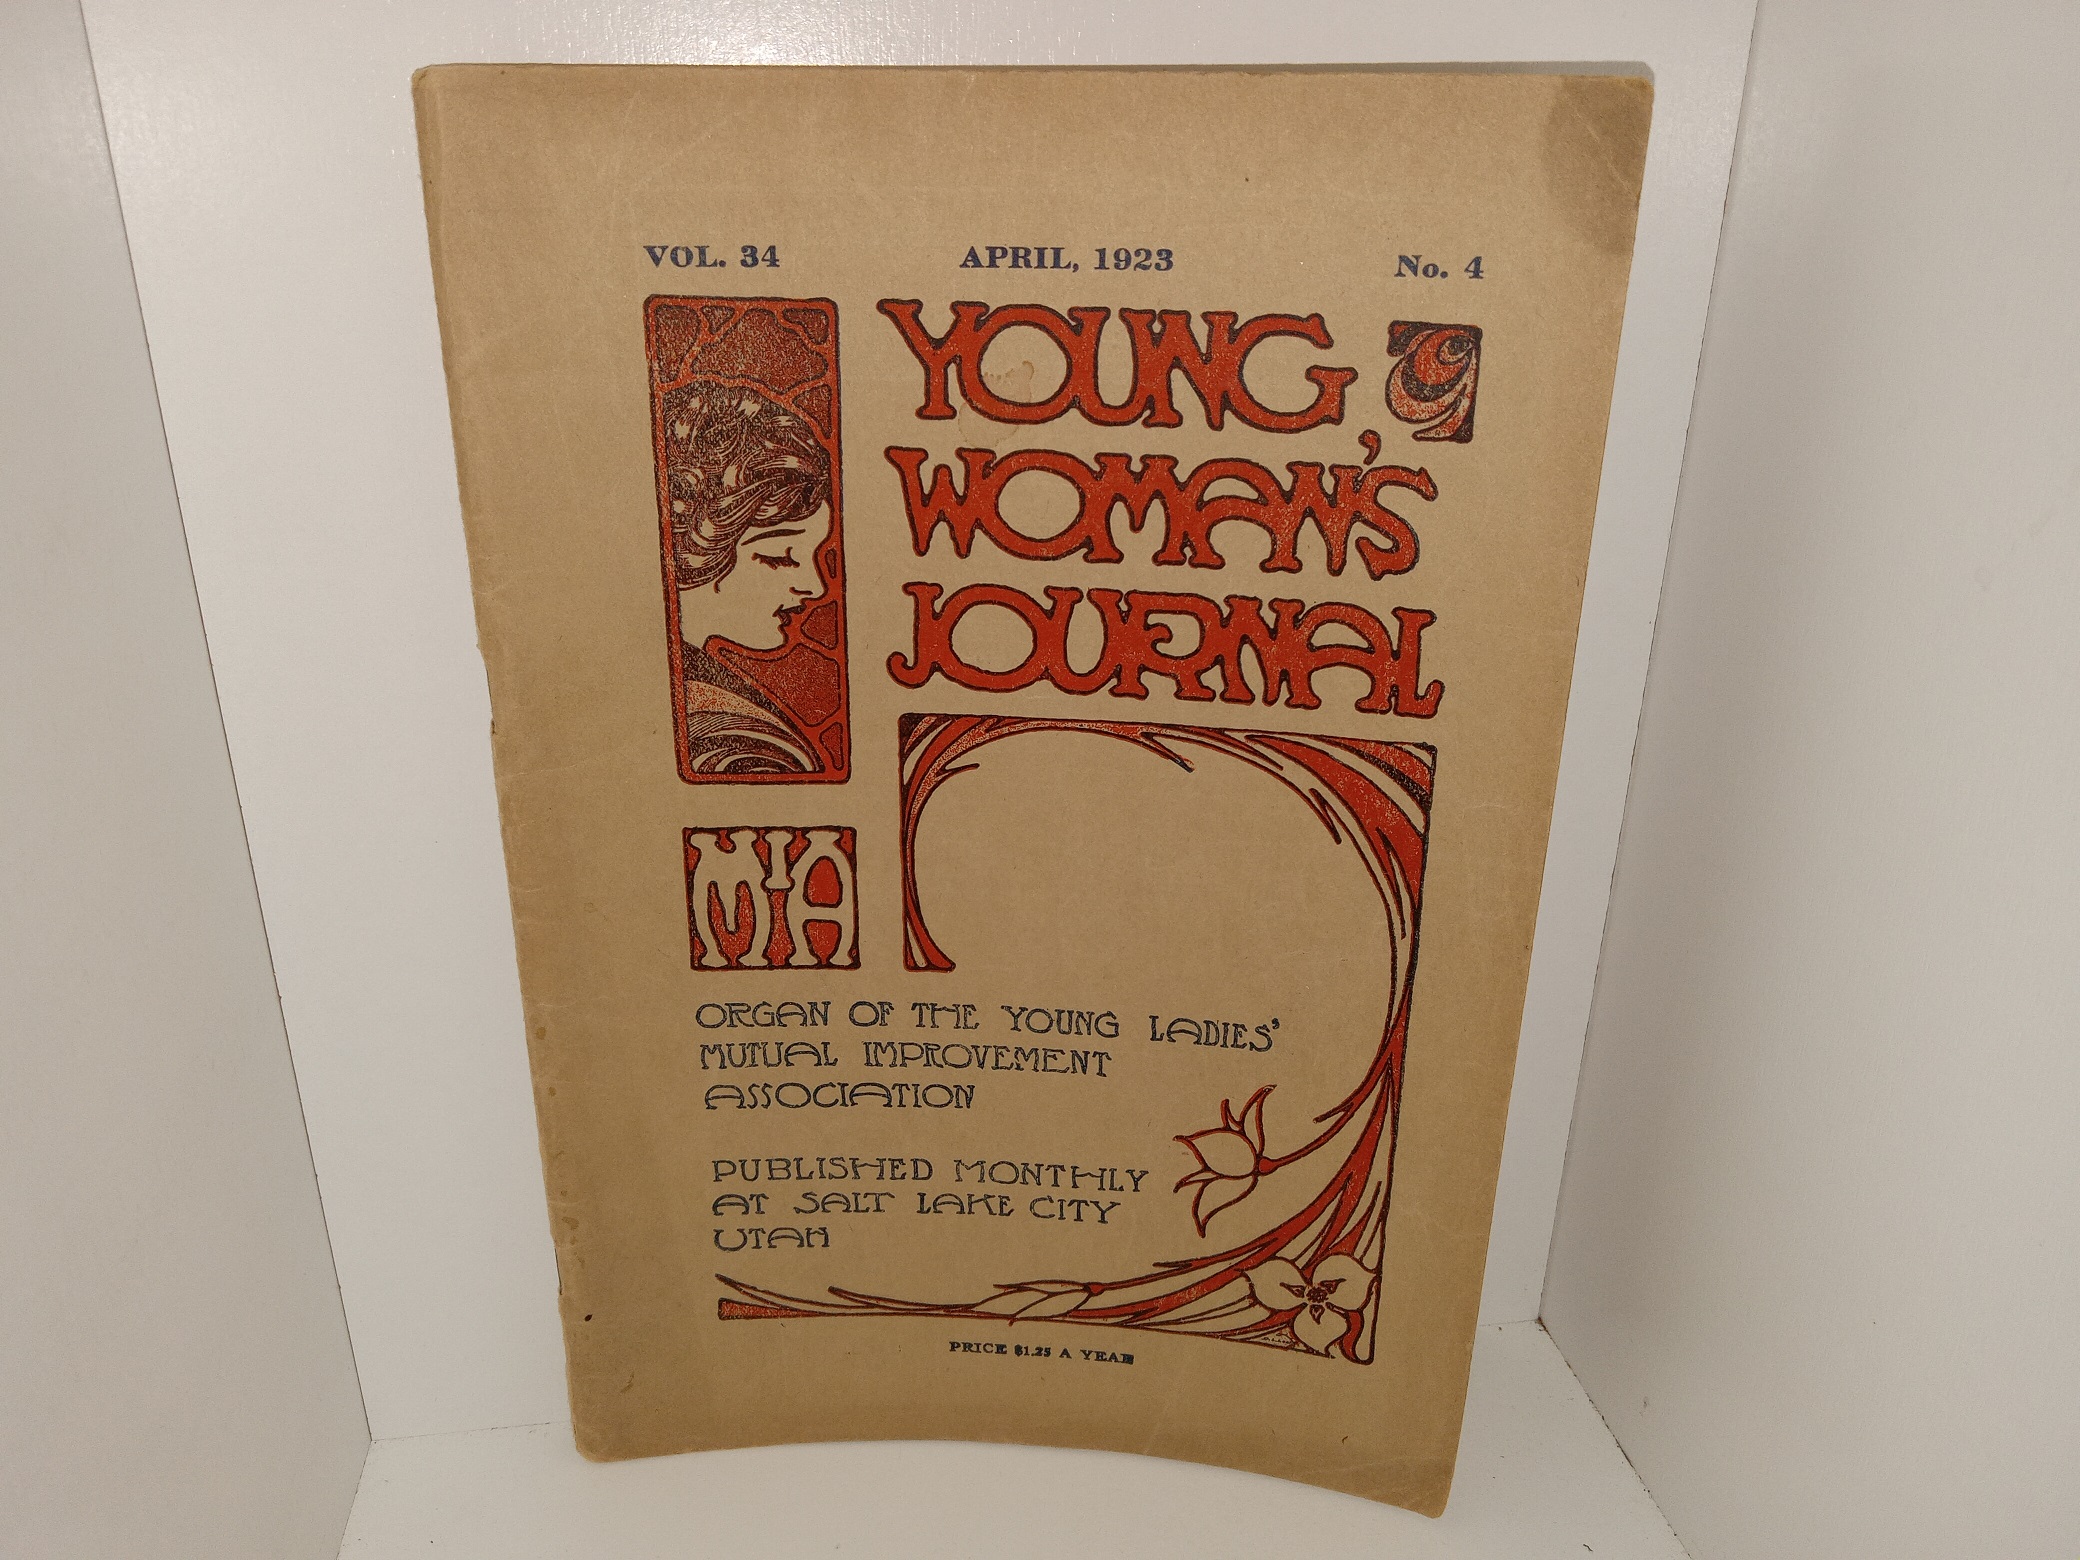 VOL. 34 APRIL, 1923 No. 4
YOUNG
WOMAN'S
JOURNAL
MIA
ORGAN OF THE YOUNG LADIES'
MUTUAL IMPROVEMENT
ASSOCIATION
PUBLISHED MONTHLY
AT SALT LAKE CITY
UTAH
PRICE $1.25 A YEAR